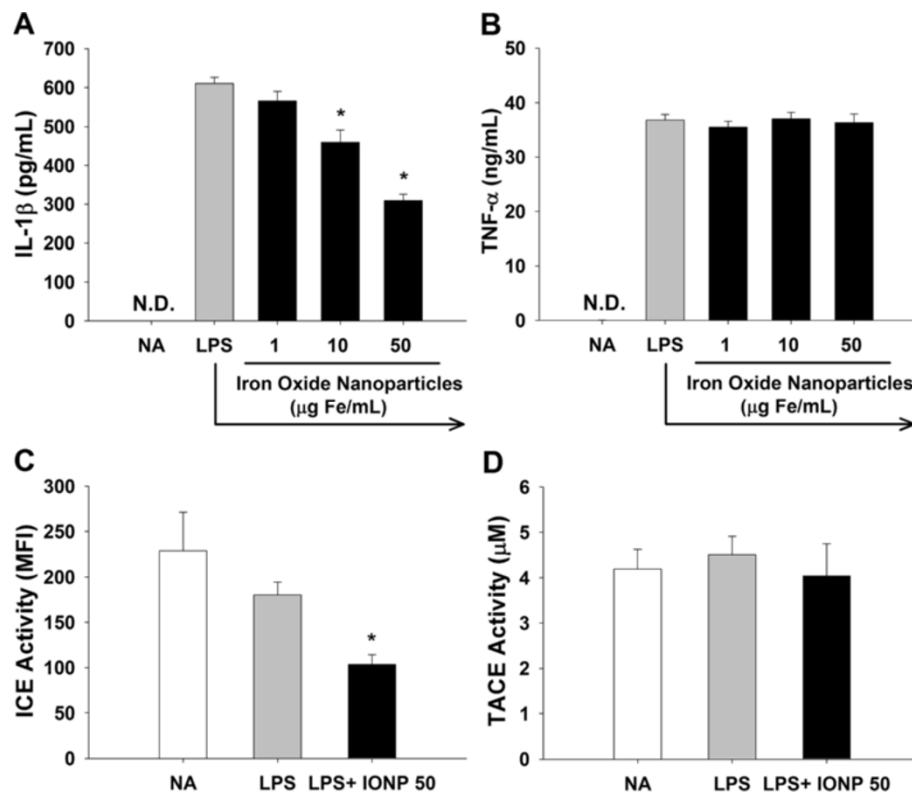 A
700
600
500
400
300
200
100
0
IL-1β (pg/mL)
N.D.
*
*
NA LPS 1 10 50
Iron Oxide Nanoparticles
(μg Fe/mL)
B
50
40
30
20
10
0
TNF-α (ng/mL)
N.D.
NA LPS 1 10 50
Iron Oxide Nanoparticles
(μg Fe/mL)
C
300
250
200
150
100
50
0
ICE Activity (MFI)
*
NA LPS LPS+ IONP 50
D
6
5
4
3
2
1
0
TACE Activity (μM)
NA LPS LPS+ IONP 50